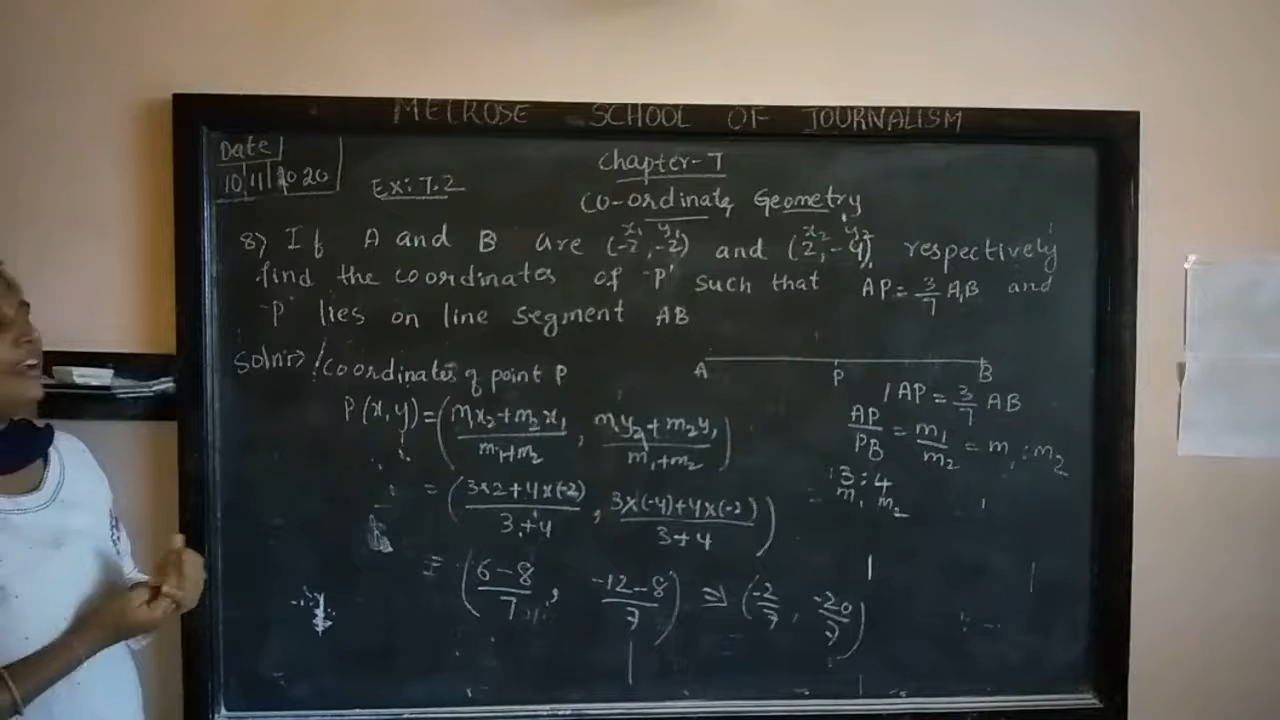 MELROSE SCHOOL OF JOURNALISM
Date
10 11 2020
Chapter-7
Ex: 7.2
Co-ordinate Geometry
x1 y1 x2 y2
8) If A and B are (-2, -2) and (2, -4) respectively
find the coordinates of 'P' such that AP = 3/7 AB and
'P' lies on line segment AB
Soln:> Coordinates of point P
A P B
P(x, y) = (m1x2+m2x1/m1+m2, m1y2+m2y1/m1+m2)
AP = 3/7 AB
AP/PB = m1/m2 = m1 : m2
= (3×2+4×(-2)/3+4, 3×(-4)+4×(-2)/3+4)
= 3:4
m1 m2
= (6-8/7, -12-8/7) ⇒ (-2/7, -20/7)